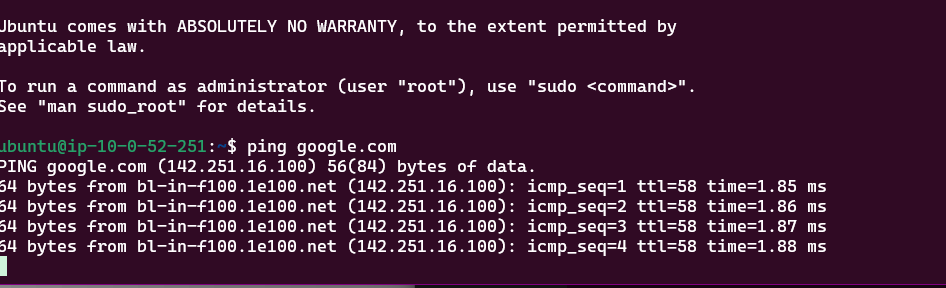 Ubuntu comes with ABSOLUTELY NO WARRANTY, to the extent permitted by
applicable law.
To run a command as administrator (user "root"), use "sudo <command>".
See "man sudo_root" for details.
ubuntu@ip-10-0-52-251:~$ ping google.com
PING google.com (142.251.16.100) 56(84) bytes of data.
64 bytes from bl-in-f100.1e100.net (142.251.16.100): icmp_seq=1 ttl=58 time=1.85 ms
64 bytes from bl-in-f100.1e100.net (142.251.16.100): icmp_seq=2 ttl=58 time=1.86 ms
64 bytes from bl-in-f100.1e100.net (142.251.16.100): icmp_seq=3 ttl=58 time=1.87 ms
64 bytes from bl-in-f100.1e100.net (142.251.16.100): icmp_seq=4 ttl=58 time=1.88 ms